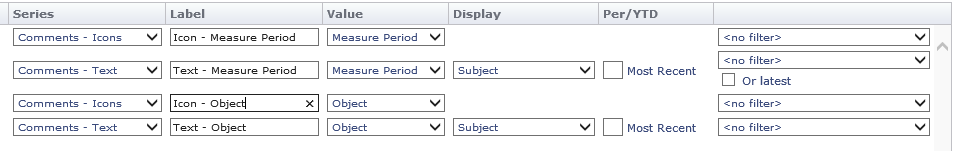 Series Label Value Display Per/YTD
Comments - Icons Icon - Measure Period Measure Period <no filter>
<no filter>
Comments - Text Text - Measure Period Measure Period Subject Most Recent
Or latest
Comments - Icons Icon - Object Object <no filter>
Comments - Text Text - Object Object Subject Most Recent <no filter>